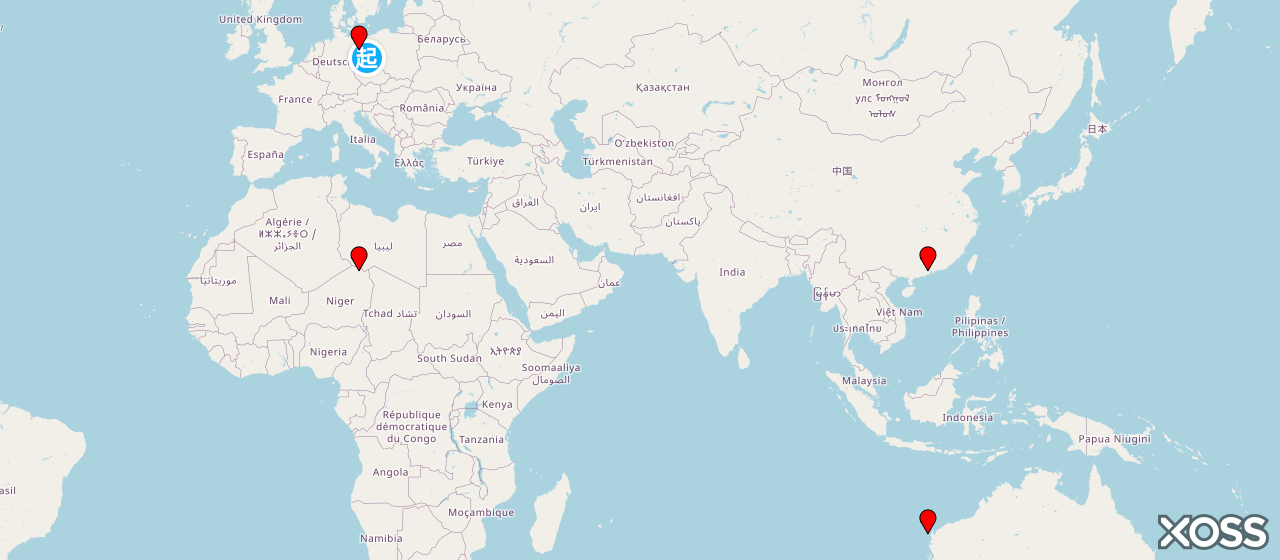 United Kingdom
Беларусь
起
Deutsc
Україна
Қазақстан
Монгол
улс
France
România
日本
O‘zbekiston
Italia
España
Ελλάς
Türkiye
Türkmenistan
中国
افغانستان
العراق
ایران
پاکستان
Algérie /
ⵍⵣⵣⴰⵢⴻⵔ /
الجزائر
ليبيا
مصر
السعودية
India
موريتانيا
عمان
Mali
Niger
မြန်မာ
Tchad تشاد
السودان
اليمن
Việt Nam
Pilipinas /
Philippines
ประเทศไทย
Nigeria
South Sudan
ኢትዮጵያ
Soomaaliya
الصومال
Malaysia
Kenya
République
démocratique
du Congo
Indonesia
Tanzania
Papua Niugini
Angola
asil
Moçambique
Namibia
XOSS